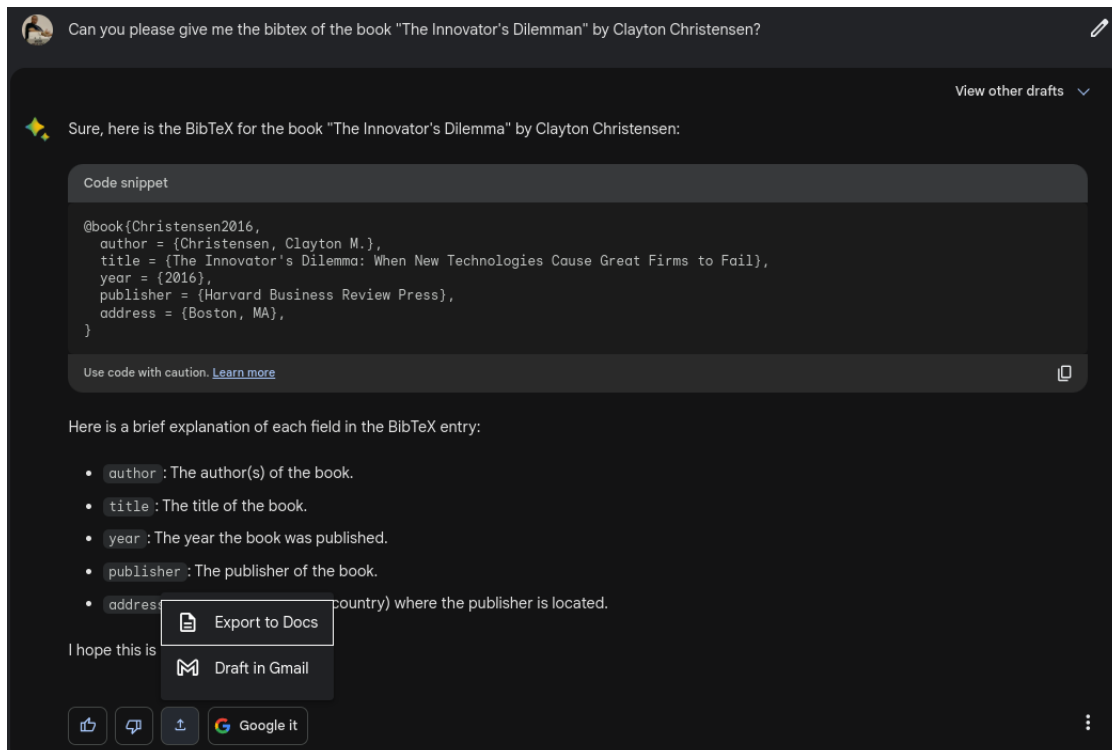 Can you please give me the bibtex of the book "The Innovator's Dilemman" by Clayton Christensen?
View other drafts
Sure, here is the BibTeX for the book "The Innovator's Dilemma" by Clayton Christensen:
Code snippet
@book{Christensen2016,
  author = {Christensen, Clayton M.},
  title = {The Innovator's Dilemma: When New Technologies Cause Great Firms to Fail},
  year = {2016},
  publisher = {Harvard Business Review Press},
  address = {Boston, MA},
}
Use code with caution. Learn more
Here is a brief explanation of each field in the BibTeX entry:
• author : The author(s) of the book.
• title : The title of the book.
• year : The year the book was published.
• publisher : The publisher of the book.
• address country) where the publisher is located.
Export to Docs
I hope this is
Draft in Gmail
Google it